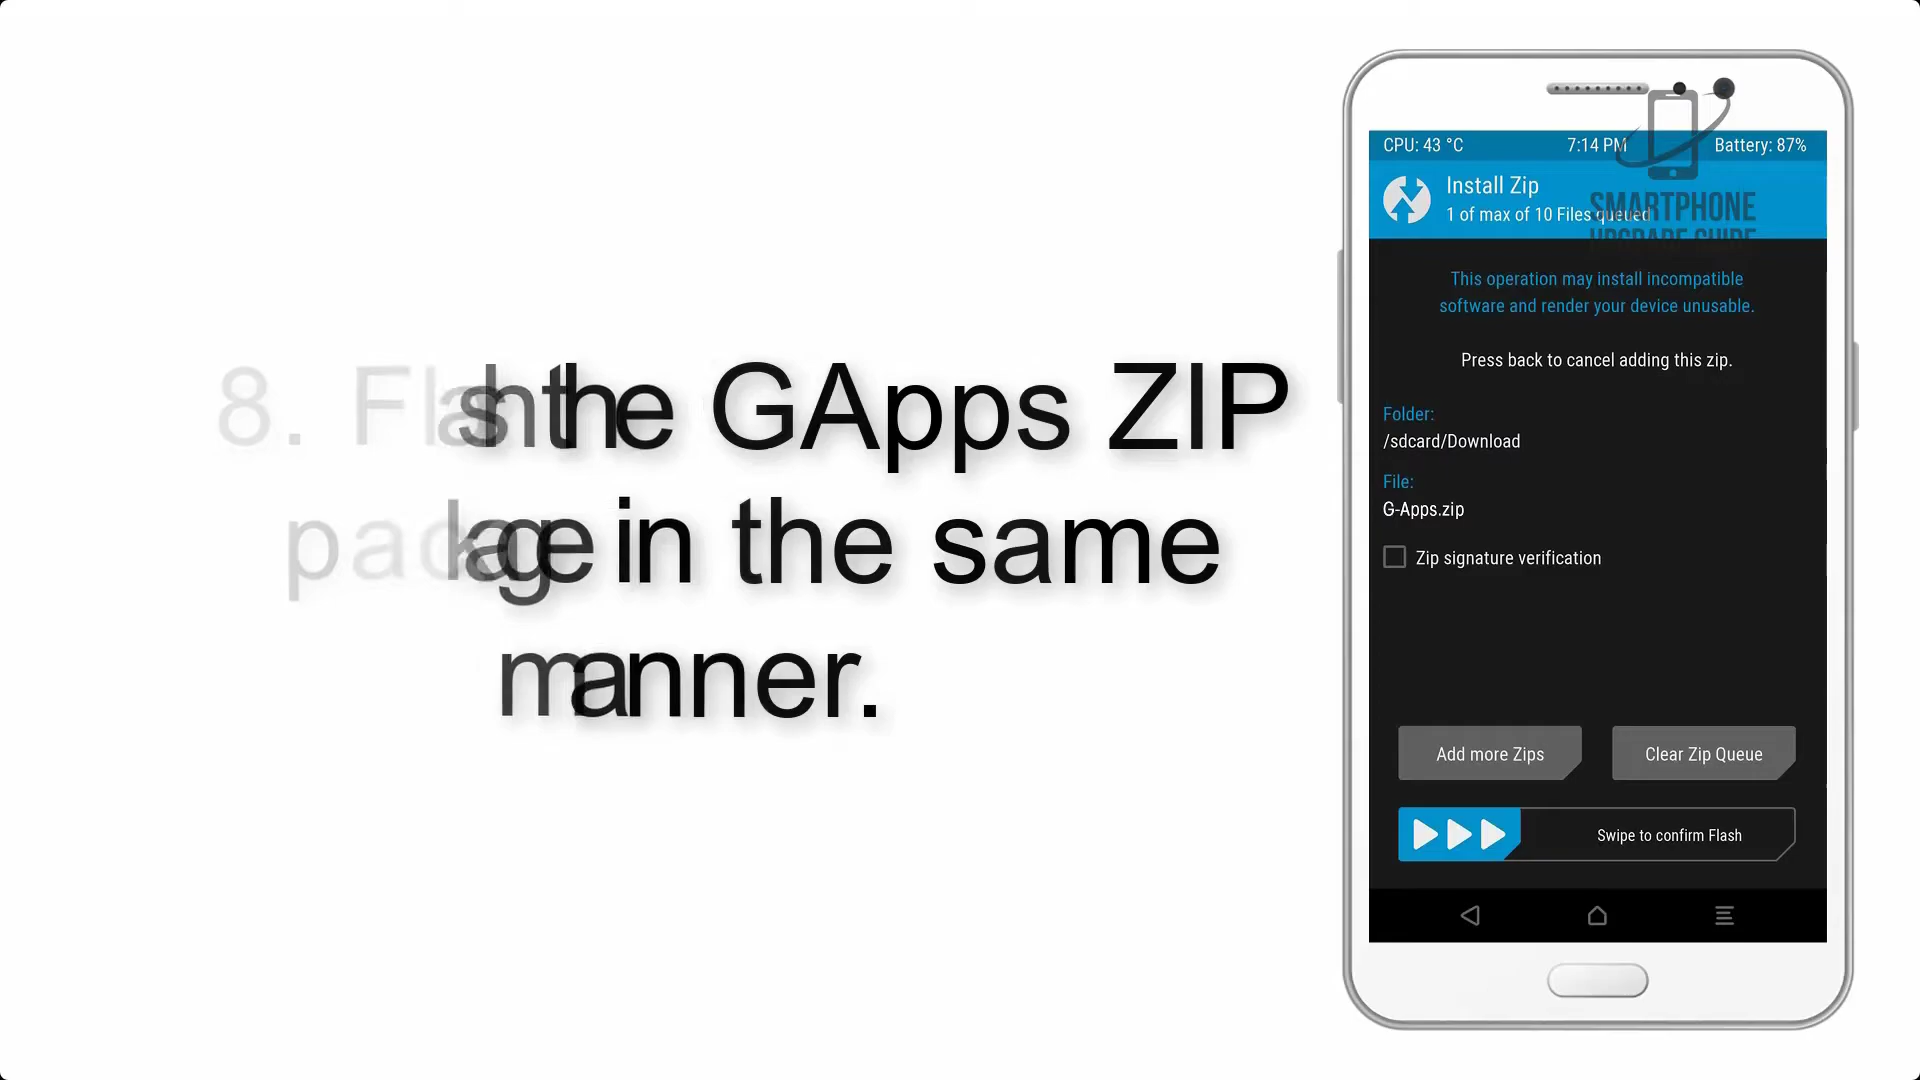 8. Flash the GApps ZIP
package in the same
manner.
CPU: 43 °C 7:14 PM Battery: 87%
Install Zip
1 of max of 10 Files queued
SMARTPHONE
UPGRADE GUIDE
This operation may install incompatible
software and render your device unusable.
Press back to cancel adding this zip.
Folder:
/sdcard/Download
File:
G-Apps.zip
Zip signature verification
Add more Zips Clear Zip Queue
Swipe to confirm Flash